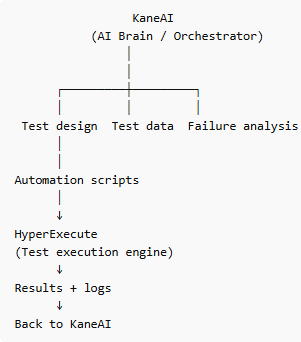 KaneAI
(AI Brain / Orchestrator)
Test design Test data Failure analysis
Automation scripts
HyperExecute
(Test execution engine)
Results + logs
Back to KaneAI